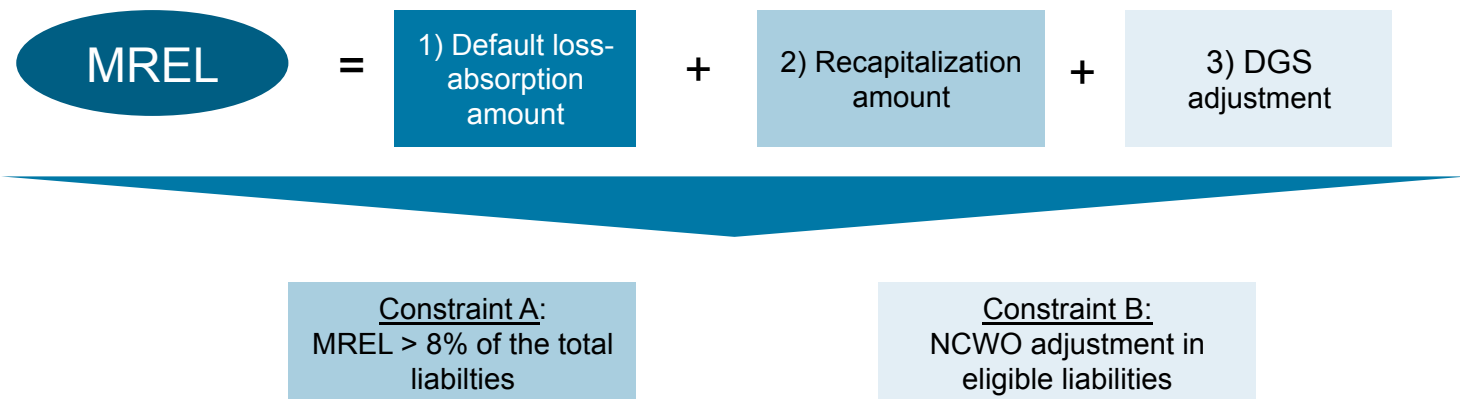 MREL
=
1) Default loss-
absorption
amount
+
2) Recapitalization
amount
+
3) DGS
adjustment
Constraint A:
MREL > 8% of the total
liabilties
Constraint B:
NCWO adjustment in
eligible liabilities